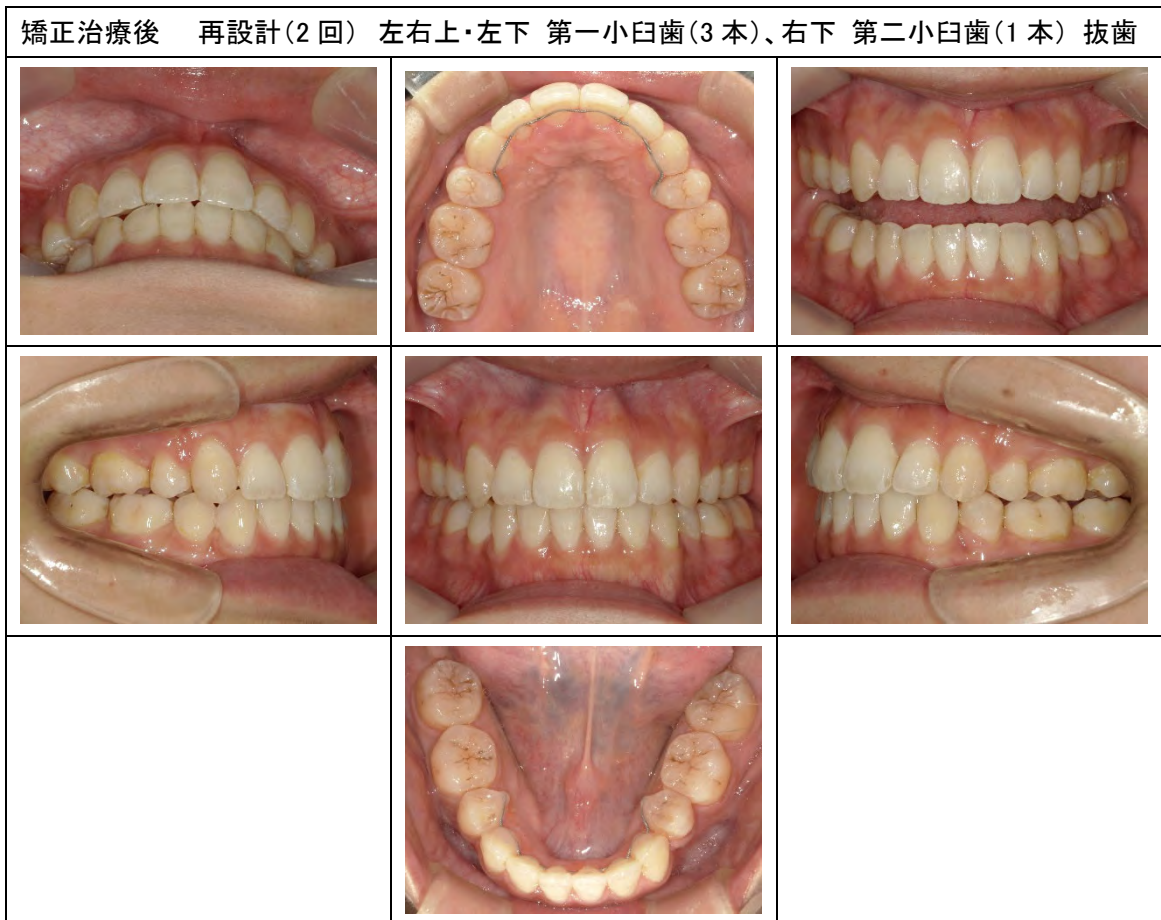 矯正治療後　再設計(2回)　左右上・左下 第一小臼歯(3本)、右下 第二小臼歯(1本) 抜歯